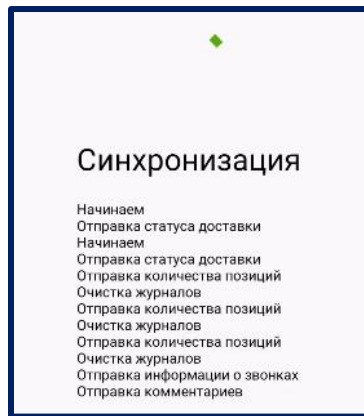 Синхронизация
Начинаем
Отправка статуса доставки
Начинаем
Отправка статуса доставки
Отправка количества позиций
Очистка журналов
Отправка количества позиций
Очистка журналов
Отправка количества позиций
Очистка журналов
Отправка информации о звонках
Отправка комментариев